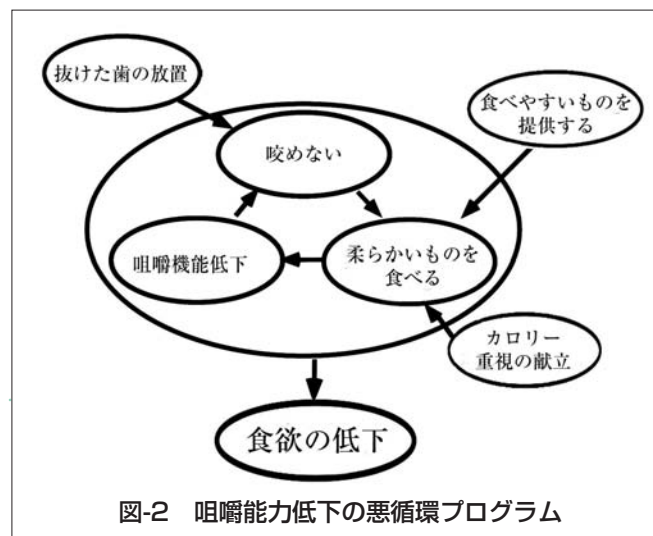 抜けた歯の放置
食べやすいものを
提供する
咬めない
咀嚼機能低下
柔らかいものを
食べる
カロリー
重視の献立
食欲の低下
図-2 咀嚼能力低下の悪循環プログラム